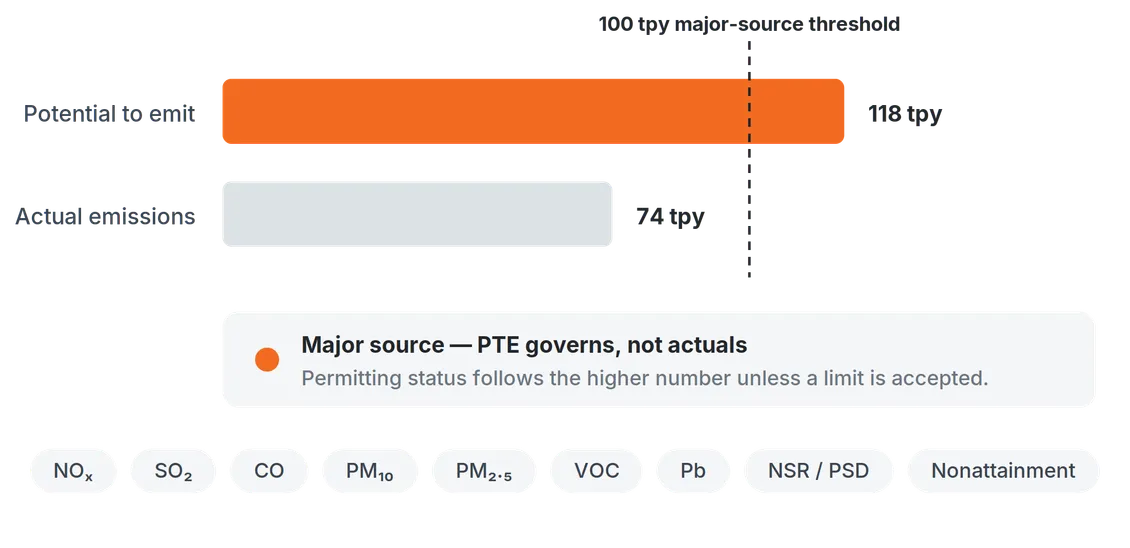 100 tpy major-source threshold
Potential to emit
118 tpy
Actual emissions
74 tpy
Major source — PTE governs, not actuals
Permitting status follows the higher number unless a limit is accepted.
NOₓ
SO₂
CO
PM₁₀
PM₂.₅
VOC
Pb
NSR / PSD
Nonattainment